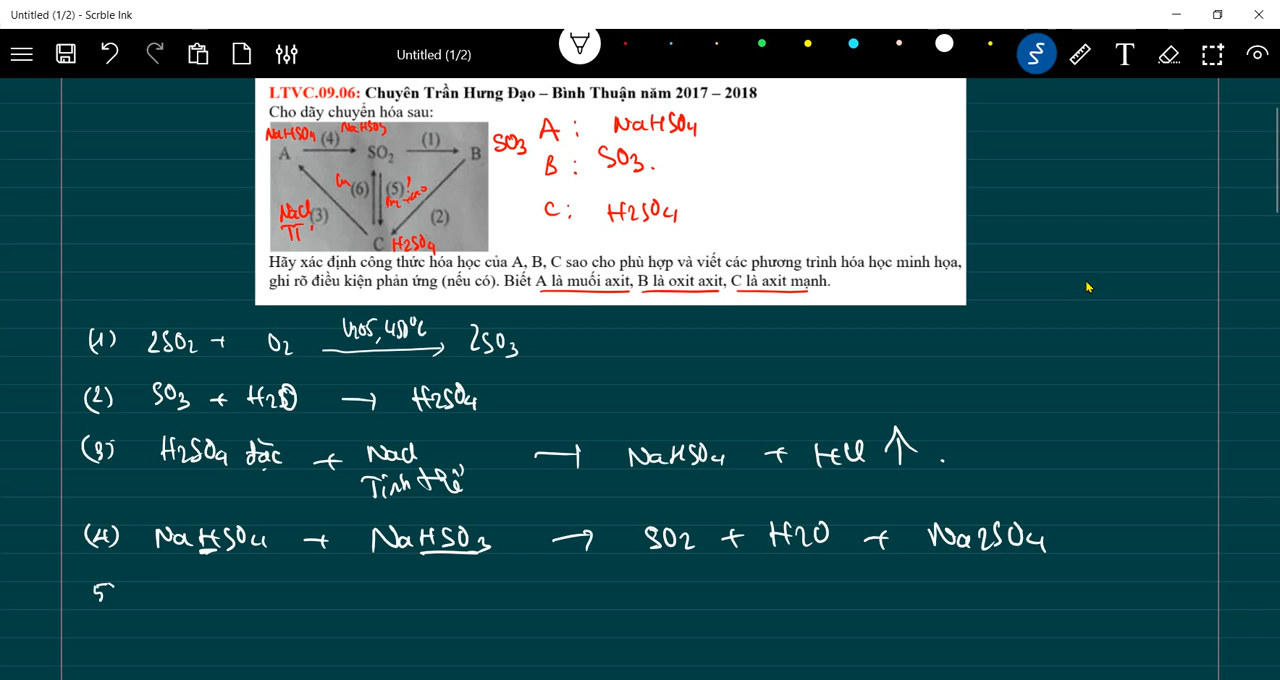 Untitled (1/2) - Scrble Ink
Untitled (1/2)
T
LTVC.09.06: Chuyên Trần Hưng Đạo – Bình Thuận năm 2017 – 2018
Cho dãy chuyển hóa sau:
NaHSO4 (4) NaHSO3 (1) SO3
A SO2 B
Cu (6) (5)
NaCl (3) (2)
TT
C H2SO4
A : NaHSO4
B : SO3.
C : H2SO4
Hãy xác định công thức hóa học của A, B, C sao cho phù hợp và viết các phương trình hóa học minh họa,
ghi rõ điều kiện phản ứng (nếu có). Biết A là muối axit, B là oxit axit, C là axit mạnh.
(1) 2SO2 + O2 V2O5, 450°C → 2SO3
(2) SO3 + H2O → H2SO4
(3) H2SO4 đặc + NaCl → NaHSO4 + HCl ↑ .
Tinh thể
(4) NaHSO4 + NaHSO3 → SO2 + H2O + Na2SO4
5